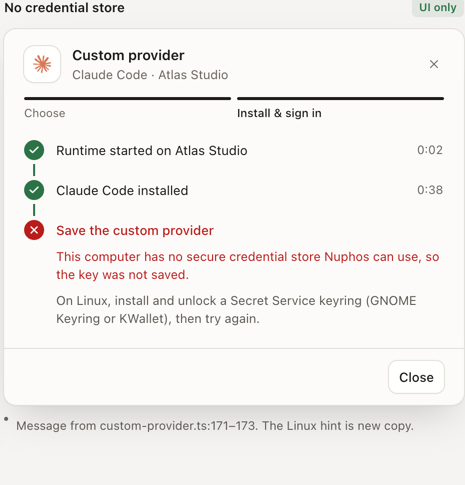 No credential store
UI only
Custom provider
Claude Code · Atlas Studio
Choose
Install & sign in
Runtime started on Atlas Studio
0:02
Claude Code installed
0:38
Save the custom provider
This computer has no secure credential store Nuphos can use, so
the key was not saved.
On Linux, install and unlock a Secret Service keyring (GNOME
Keyring or KWallet), then try again.
Close
Message from custom-provider.ts:171–173. The Linux hint is new copy.